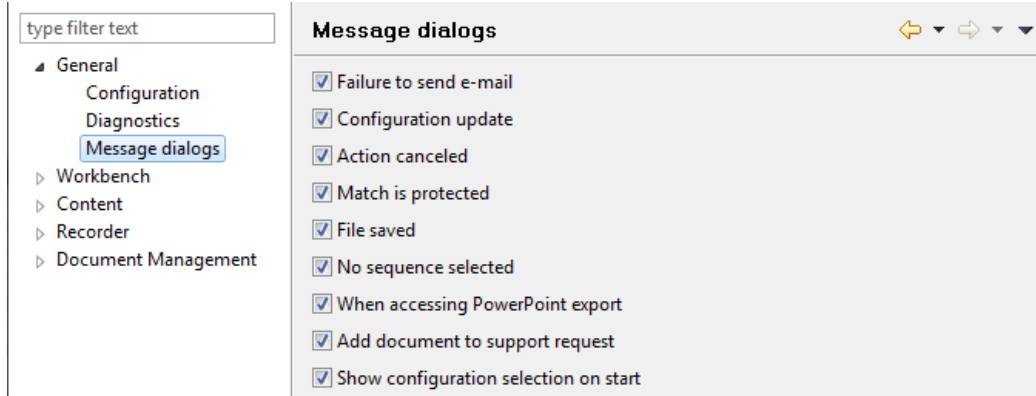 type filter text
General
Configuration
Diagnostics
Message dialogs
Workbench
Content
Recorder
Document Management
Message dialogs
Failure to send e-mail
Configuration update
Action canceled
Match is protected
File saved
No sequence selected
When accessing PowerPoint export
Add document to support request
Show configuration selection on start